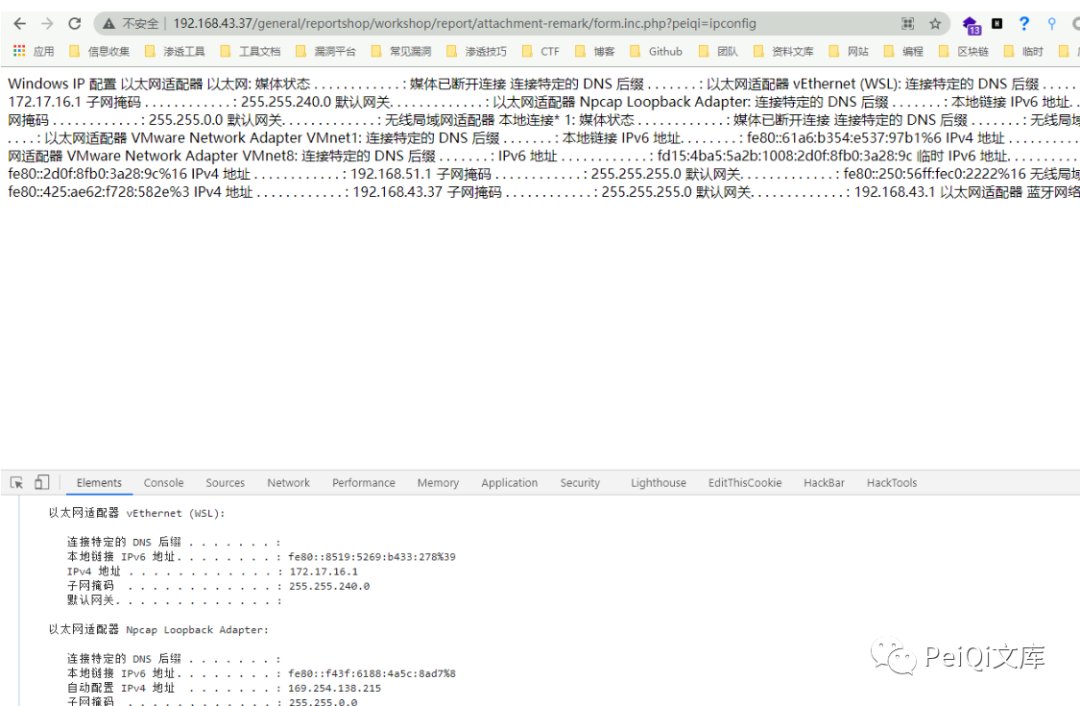 不安全 192.168.43.37/general/reportshop/workshop/report/attachment-remark/form.inc.php?peiqi=ipconfig 13
应用 信息收集 渗透工具 工具文档 漏洞平台 常见漏洞 渗透技巧 CTF 博客 Github 团队 资料文库 网站 编程 区块链 临时
Windows IP 配置 以太网适配器 以太网: 媒体状态 . . . . . . . . . . . . : 媒体已断开连接 连接特定的 DNS 后缀 . . . . . . . : 以太网适配器 vEthernet (WSL): 连接特定的 DNS 后缀 . . . . .
172.17.16.1 子网掩码 . . . . . . . . . . . . : 255.255.240.0 默认网关. . . . . . . . . . . . . : 以太网适配器 Npcap Loopback Adapter: 连接特定的 DNS 后缀 . . . . . . . : 本地链接 IPv6 地址. .
网掩码 . . . . . . . . . . . . : 255.255.0.0 默认网关. . . . . . . . . . . . . : 无线局域网适配器 本地连接* 1: 媒体状态 . . . . . . . . . . . . : 媒体已断开连接 连接特定的 DNS 后缀 . . . . . . . : 无线局
. . . . : 以太网适配器 VMware Network Adapter VMnet1: 连接特定的 DNS 后缀 . . . . . . . : 本地链接 IPv6 地址. . . . . . . . : fe80::61a6:b354:e537:97b1%6 IPv4 地址 . . . . . . . . . .
网适配器 VMware Network Adapter VMnet8: 连接特定的 DNS 后缀 . . . . . . . : IPv6 地址 . . . . . . . . . . . . : fd15:4ba5:5a2b:1008:2d0f:8fb0:3a28:9c 临时 IPv6 地址. . . . . . . . . .
fe80::2d0f:8fb0:3a28:9c%16 IPv4 地址 . . . . . . . . . . . . : 192.168.51.1 子网掩码 . . . . . . . . . . . . : 255.255.255.0 默认网关. . . . . . . . . . . . . : fe80::250:56ff:fec0:2222%16 无线局域
fe80::425:ae62:f728:582e%3 IPv4 地址 . . . . . . . . . . . . : 192.168.43.37 子网掩码 . . . . . . . . . . . . : 255.255.255.0 默认网关. . . . . . . . . . . . . : 192.168.43.1 以太网适配器 蓝牙网络
Elements Console Sources Network Performance Memory Application Security Lighthouse EditThisCookie HackBar HackTools
以太网适配器 vEthernet (WSL):
连接特定的 DNS 后缀 . . . . . . . :
本地链接 IPv6 地址. . . . . . . . : fe80::8519:5269:b433:278%39
IPv4 地址 . . . . . . . . . . . . : 172.17.16.1
子网掩码 . . . . . . . . . . . . : 255.255.240.0
默认网关. . . . . . . . . . . . . :
以太网适配器 Npcap Loopback Adapter:
连接特定的 DNS 后缀 . . . . . . . :
本地链接 IPv6 地址. . . . . . . . : fe80::f43f:6188:4a5c:8ad7%8
自动配置 IPv4 地址 . . . . . . . : 169.254.138.215
子网掩码 . . . . . . . . . . . . : 255.255.0.0
PeiQi文库